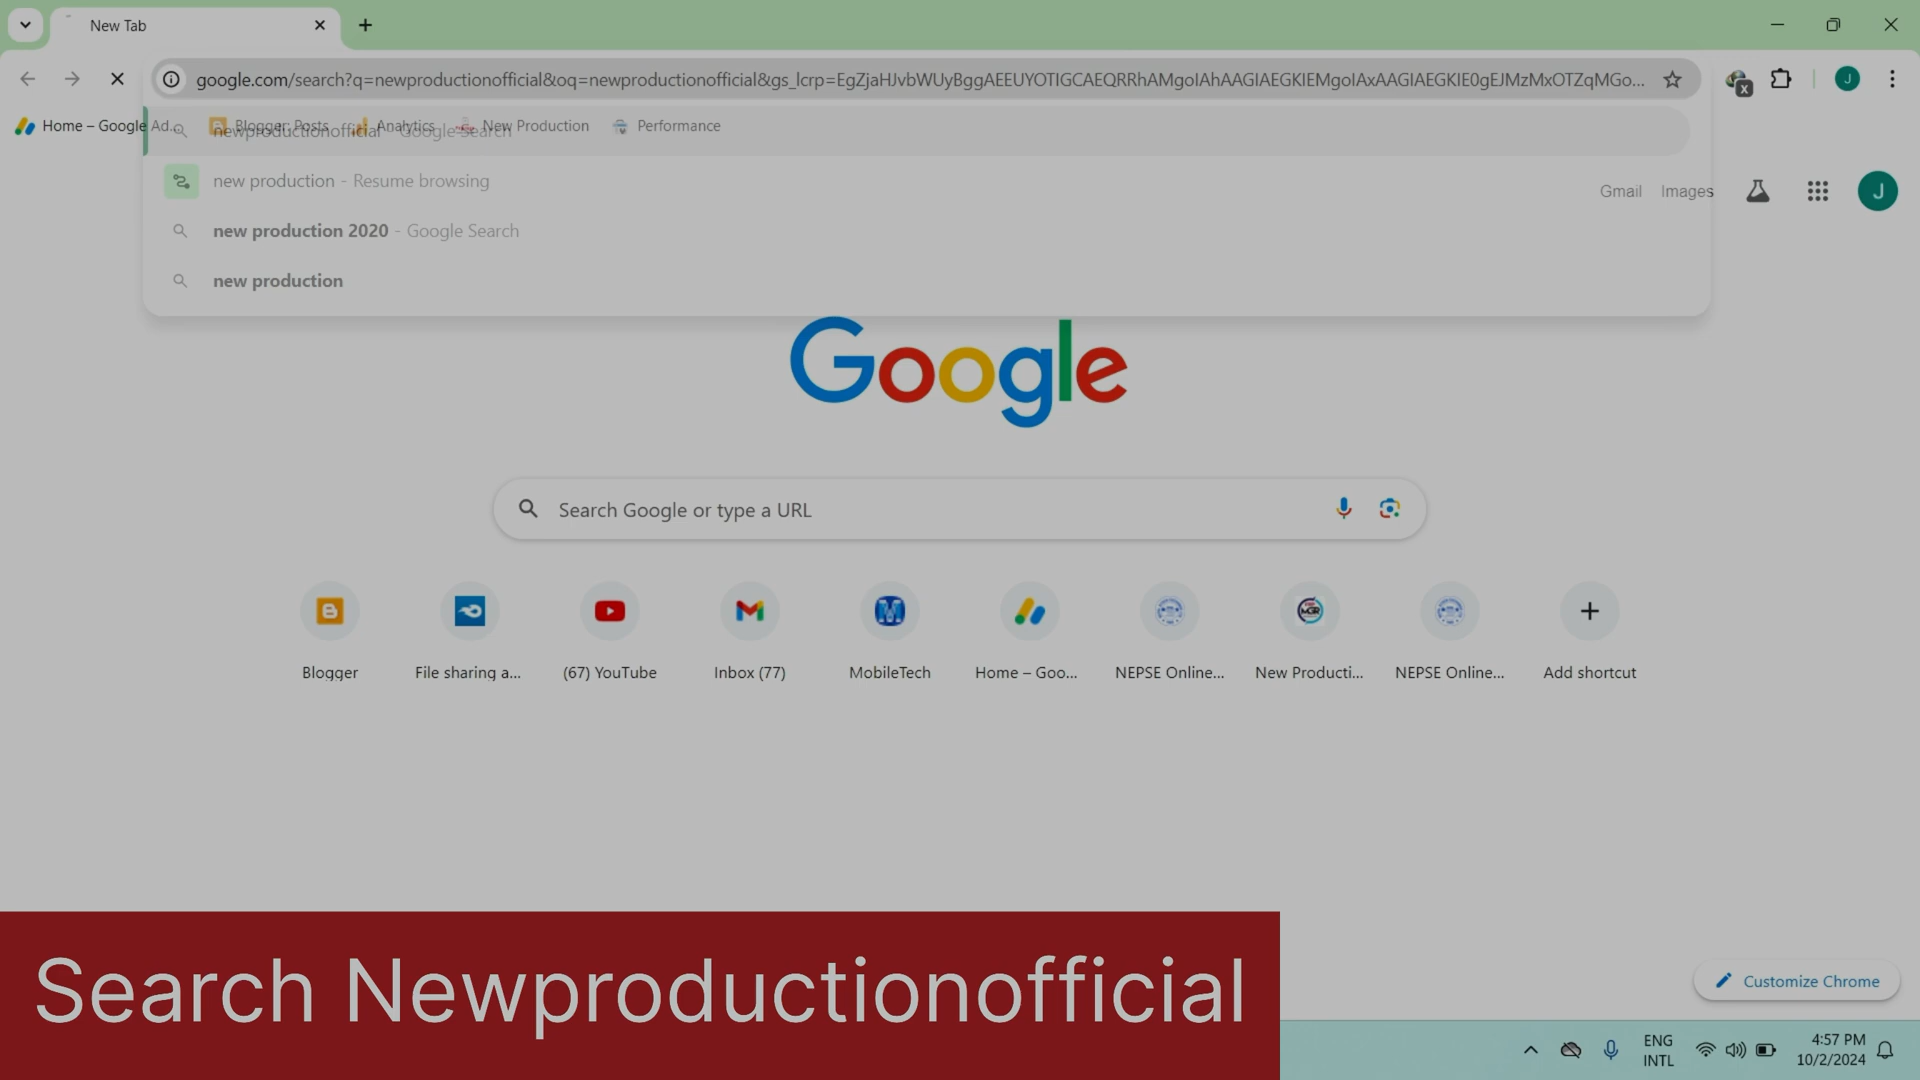 New Tab
google.com/search?q=newproductionofficial&oq=newproductionofficial&gs_lcrp=EgZjaHJvbWUyBggAEEUYOTIGCAEQRRhAMgoIAhAAGIAEGKIEMgoIAxAAGIAEGKIE0gEJMzMxOTZqMGo...
Home – Google Ad...
Blogger: Posts
Analytics
New Production
Performance
newproductionofficial - Google Search
new production - Resume browsing
new production 2020 - Google Search
new production
Gmail
Images
J
J
Google
Search Google or type a URL
Blogger
File sharing a...
(67) YouTube
Inbox (77)
MobileTech
Home – Goo...
NEPSE Online...
New Producti...
NEPSE Online...
Add shortcut
Customize Chrome
Search Newproductionofficial
ENG
INTL
4:57 PM
10/2/2024